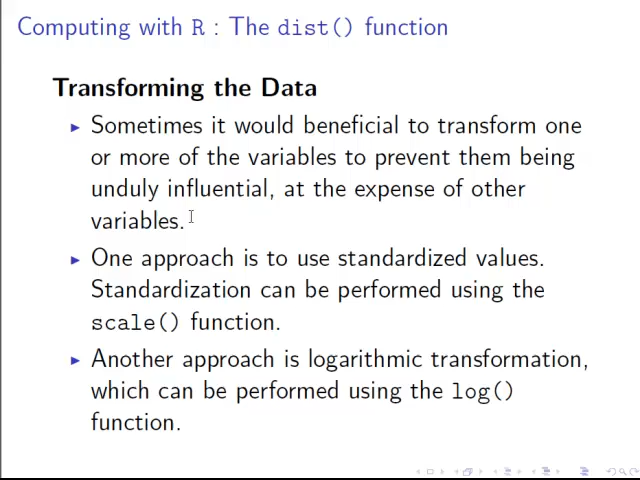 Computing with R : The dist() function
Transforming the Data
Sometimes it would beneficial to transform one
or more of the variables to prevent them being
unduly influential, at the expense of other
variables.
One approach is to use standardized values.
Standardization can be performed using the
scale() function.
Another approach is logarithmic transformation,
which can be performed using the log()
function.